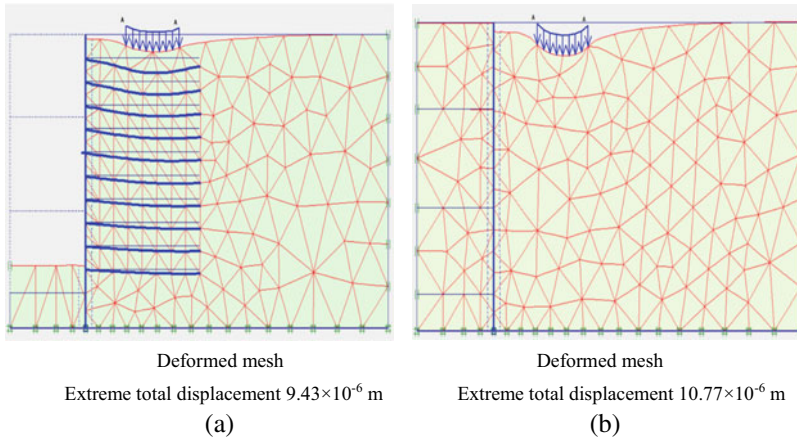 A A
A A
Deformed mesh
Extreme total displacement 9.43×10-6 m
(a)
Deformed mesh
Extreme total displacement 10.77×10-6 m
(b)